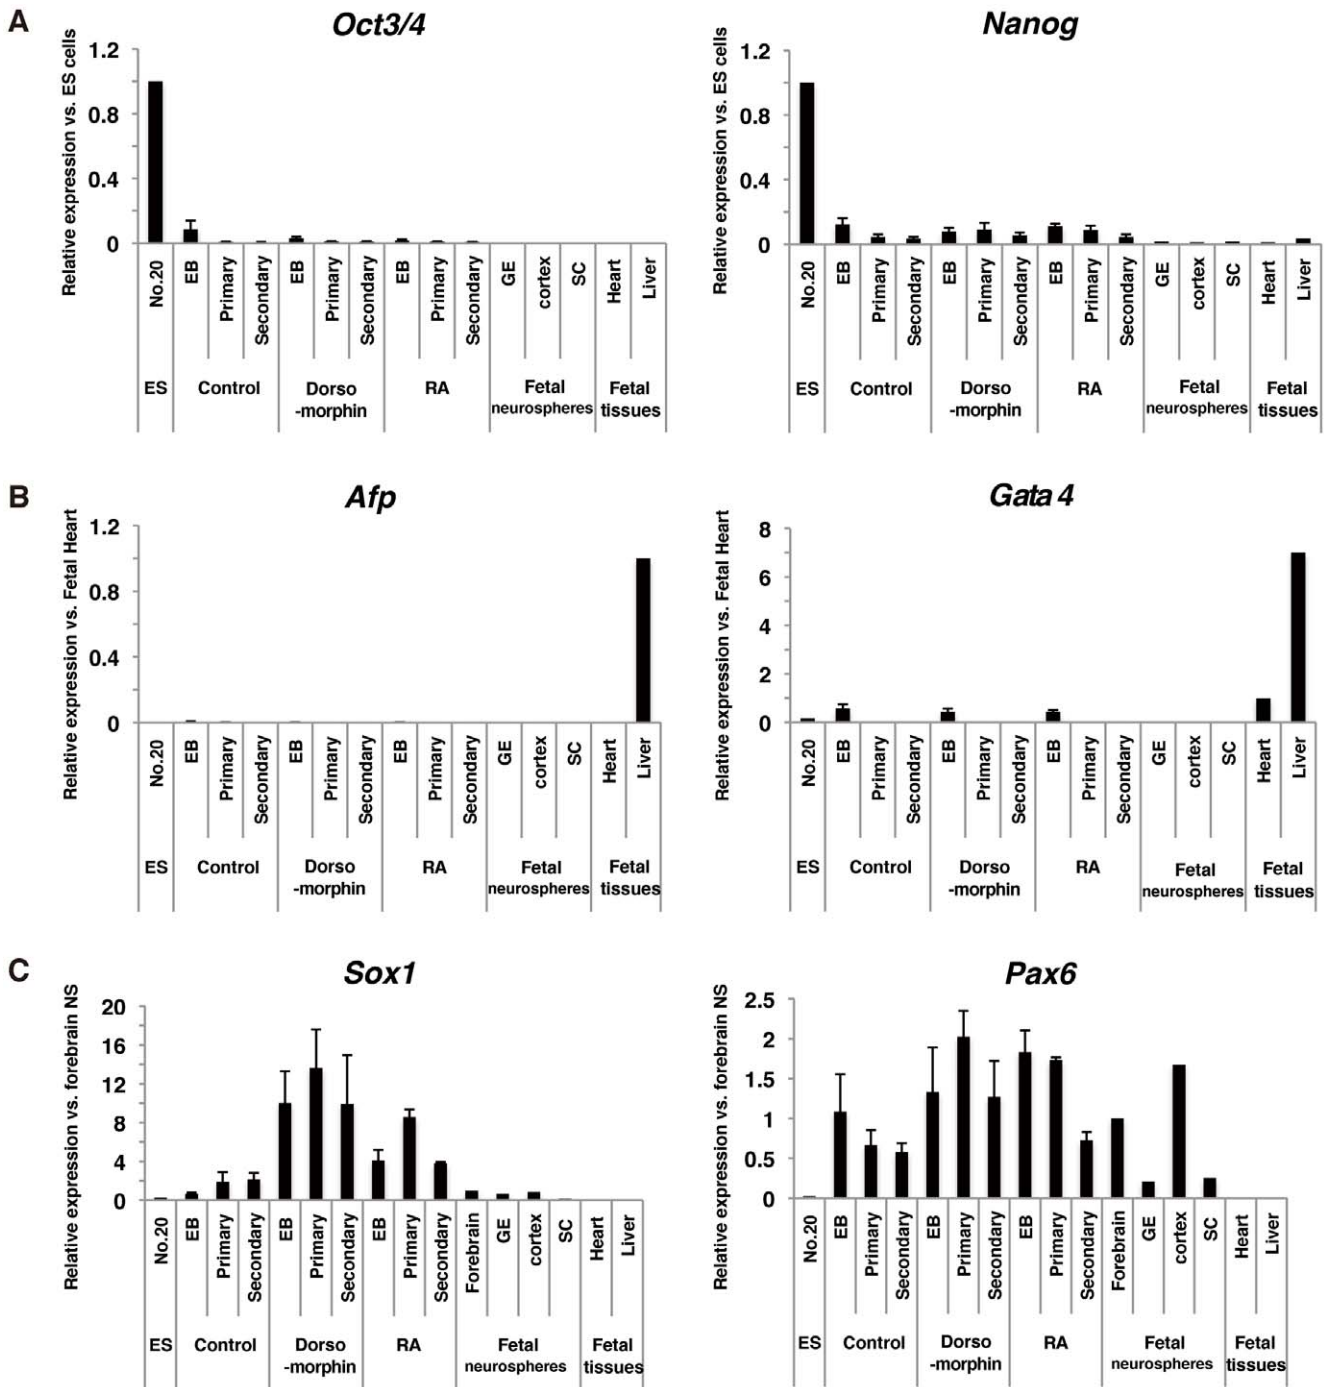 A
Oct3/4
Relative expression vs. ES cells
1.2
0.8
0.4
0
No.20
EB
Primary
Secondary
EB
Primary
Secondary
EB
Primary
Secondary
GE
cortex
SC
Heart
Liver
ES
Control
Dorso
-morphin
RA
Fetal
neurospheres
Fetal
tissues
Nanog
Relative expression vs. ES cells
1.2
0.8
0.4
0
No.20
EB
Primary
Secondary
EB
Primary
Secondary
EB
Primary
Secondary
GE
cortex
SC
Heart
Liver
ES
Control
Dorso
-morphin
RA
Fetal
neurospheres
Fetal
tissues
B
Afp
Relative expression vs. Fetal Heart
1.2
0.8
0.4
0
No.20
EB
Primary
Secondary
EB
Primary
Secondary
EB
Primary
Secondary
GE
cortex
SC
Heart
Liver
ES
Control
Dorso
-morphin
RA
Fetal
neurospheres
Fetal
tissues
Gata4
Relative expression vs. Fetal Heart
8
6
4
2
0
No.20
EB
Primary
Secondary
EB
Primary
Secondary
EB
Primary
Secondary
GE
cortex
SC
Heart
Liver
ES
Control
Dorso
-morphin
RA
Fetal
neurospheres
Fetal
tissues
C
Sox1
Relative expression vs. forebrain NS
20
16
12
8
4
0
No.20
EB
Primary
Secondary
EB
Primary
Secondary
EB
Primary
Secondary
Forebrain
GE
cortex
SC
Heart
Liver
ES
Control
Dorso
-morphin
RA
Fetal
neurospheres
Fetal
tissues
Pax6
Relative expression vs. forebrain NS
2.5
2
1.5
1
0.5
0
No.20
EB
Primary
Secondary
EB
Primary
Secondary
EB
Primary
Secondary
Forebrain
GE
cortex
SC
Heart
Liver
ES
Control
Dorso
-morphin
RA
Fetal
neurospheres
Fetal
tissues